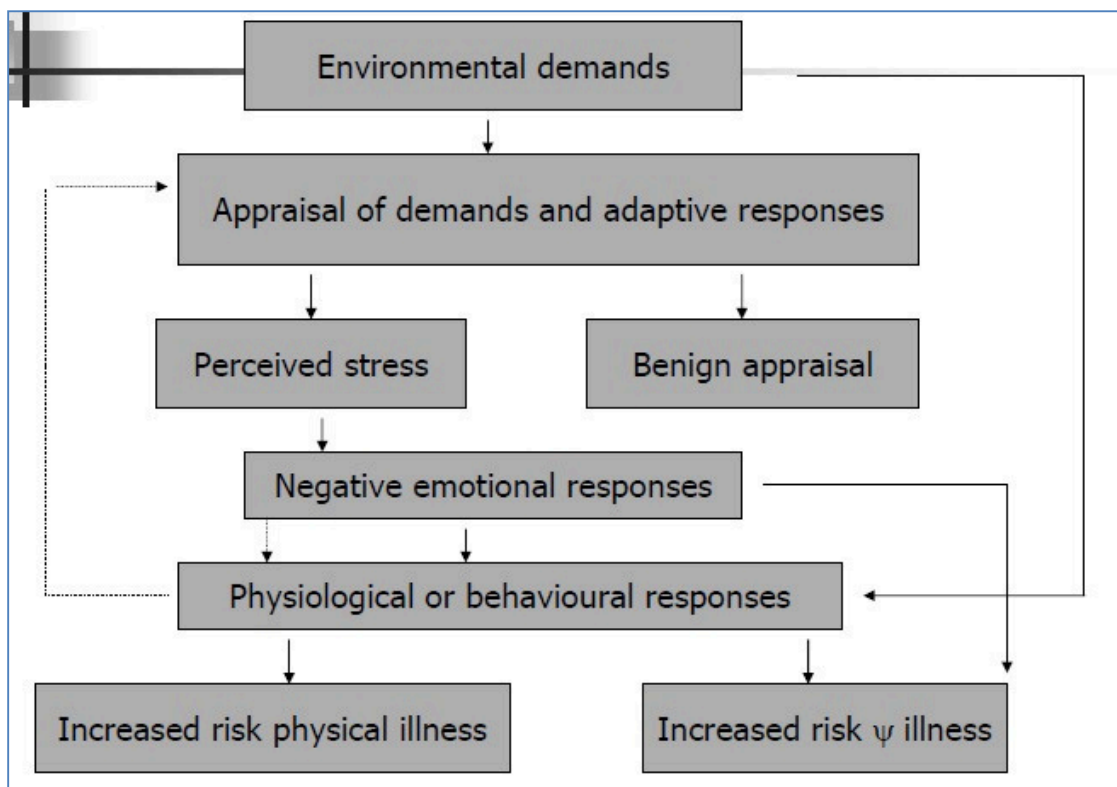 Environmental demands
Appraisal of demands and adaptive responses
Perceived stress
Benign appraisal
Negative emotional responses
Physiological or behavioural responses
Increased risk physical illness
Increased risk ψ illness